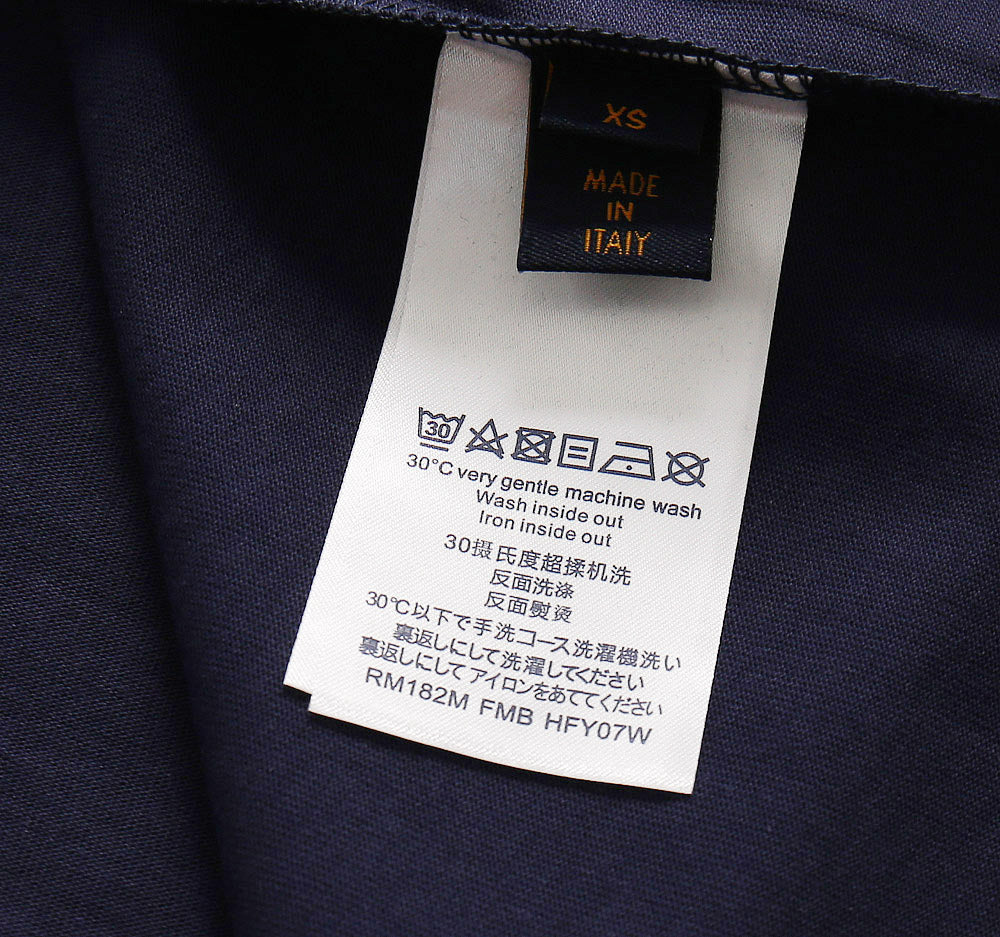 XS
MADE
IN
ITALY
30
30°C very gentle machine wash
Wash inside out
Iron inside out
30摄氏度超揉机洗
反面洗涤
反面熨烫
30℃以下で手洗コース洗濯機洗い
裏返しにして洗濯してください
裏返しにしてアイロンをあててください
RM182M FMB HFY07W